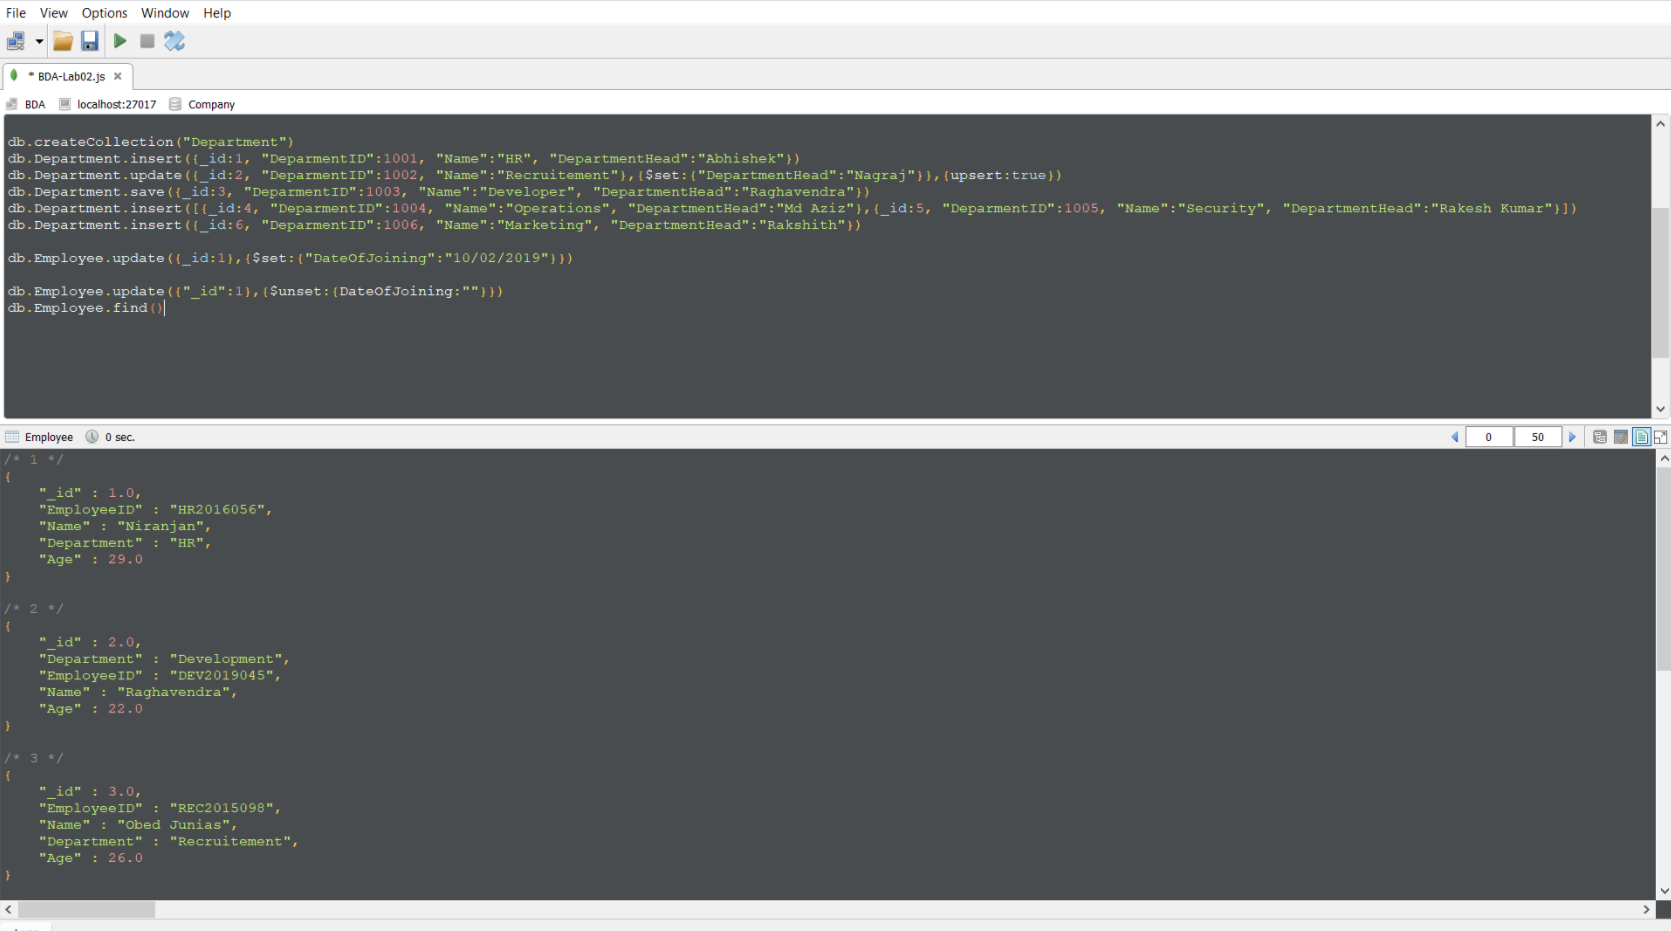 File View Options Window Help
* BDA-Lab02.js
BDA localhost:27017 Company
db.createCollection("Department")
db.Department.insert({_id:1, "DeparmentID":1001, "Name":"HR", "DepartmentHead":"Abhishek"})
db.Department.update({_id:2, "DeparmentID":1002, "Name":"Recruitement"},{$set:{"DepartmentHead":"Nagraj"}},{upsert:true})
db.Department.save({_id:3, "DeparmentID":1003, "Name":"Developer", "DepartmentHead":"Raghavendra"})
db.Department.insert([{_id:4, "DeparmentID":1004, "Name":"Operations", "DepartmentHead":"Md Aziz"},{_id:5, "DeparmentID":1005, "Name":"Security", "DepartmentHead":"Rakesh Kumar"}])
db.Department.insert({_id:6, "DeparmentID":1006, "Name":"Marketing", "DepartmentHead":"Rakshith"})
db.Employee.update({_id:1},{$set:{"DateOfJoining":"10/02/2019"}})
db.Employee.update({"_id":1},{$unset:{DateOfJoining:""}})
db.Employee.find()
Employee 0 sec. 0 50
/* 1 */
{
"_id" : 1.0,
"EmployeeID" : "HR2016056",
"Name" : "Niranjan",
"Department" : "HR",
"Age" : 29.0
}
/* 2 */
{
"_id" : 2.0,
"Department" : "Development",
"EmployeeID" : "DEV2019045",
"Name" : "Raghavendra",
"Age" : 22.0
}
/* 3 */
{
"_id" : 3.0,
"EmployeeID" : "REC2015098",
"Name" : "Obed Junias",
"Department" : "Recruitement",
"Age" : 26.0
}